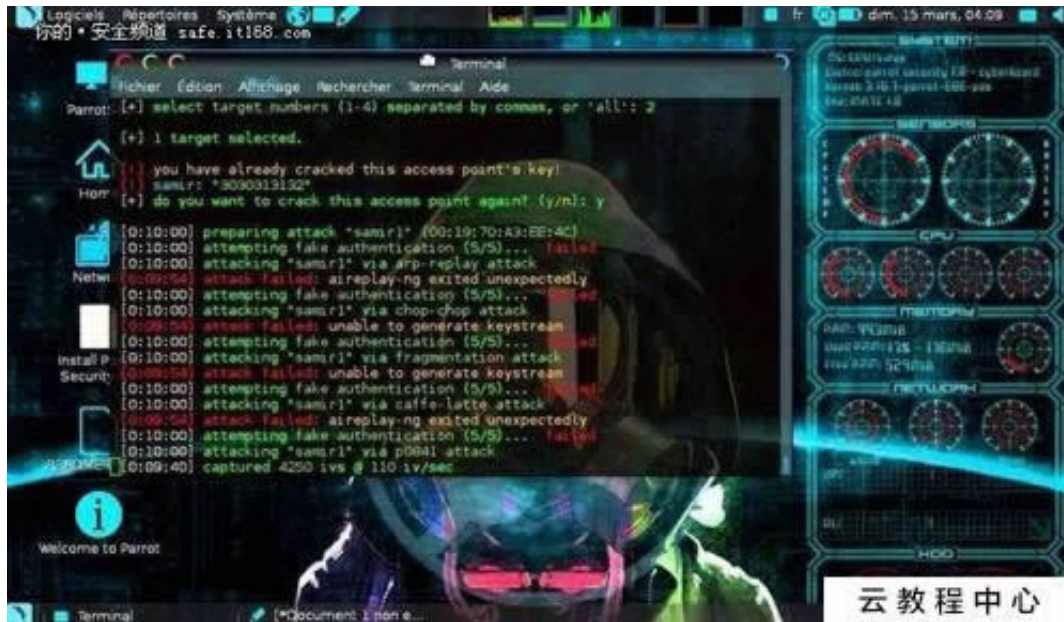 Logiciels Répertoires Système
fr dim. 15 mars, 04:09
你的·安全频道 safe.it168.com
Terminal
Fichier Édition Affichage Rechercher Terminal Aide
[+] select target numbers (1-4) separated by commas, or 'all': 2
[+] 1 target selected.
[!] you have already cracked this access point's key!
[!] samir: "3030313132"
[+] do you want to crack this access point again? (y/n): y
[0:10:00] preparing attack "samir1" (00:19:70:A3:EE:4C)
[0:10:00] attempting fake authentication (5/5)... failed
[0:10:00] attacking "samir1" via arp-replay attack
[0:09:54] attack failed: aireplay-ng exited unexpectedly
[0:10:00] attempting fake authentication (5/5)... failed
[0:10:00] attacking "samir1" via chop-chop attack
[0:09:54] attack failed: unable to generate keystream
[0:10:00] attempting fake authentication (5/5)... failed
[0:10:00] attacking "samir1" via fragmentation attack
[0:09:54] attack failed: unable to generate keystream
[0:10:00] attempting fake authentication (5/5)... failed
[0:10:00] attacking "samir1" via caffe-latte attack
[0:09:54] attack failed: aireplay-ng exited unexpectedly
[0:10:00] attempting fake authentication (5/5)... failed
[0:10:00] attacking "samir1" via p0841 attack
[0:09:40] captured 4250 ivs @ 110 iv/sec
Parrot
Hom
Netwo
Install P
Securit
Welcome to Parrot
SYSTEM
SENSORS
CPU
MEMORY
NETWORK
HDD
Terminal
[*Document 1 non e...
云教程中心